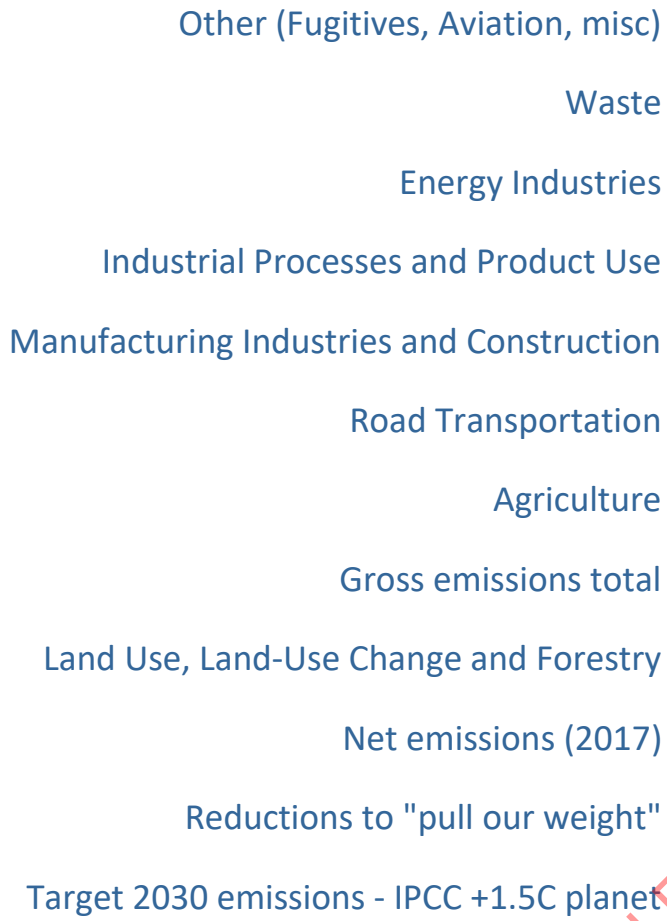 Other (Fugitives, Aviation, misc)
Waste
Energy Industries
Industrial Processes and Product Use
Manufacturing Industries and Construction
Road Transportation
Agriculture
Gross emissions total
Land Use, Land-Use Change and Forestry
Net emissions (2017)
Reductions to "pull our weight"
Target 2030 emissions - IPCC +1.5C planet